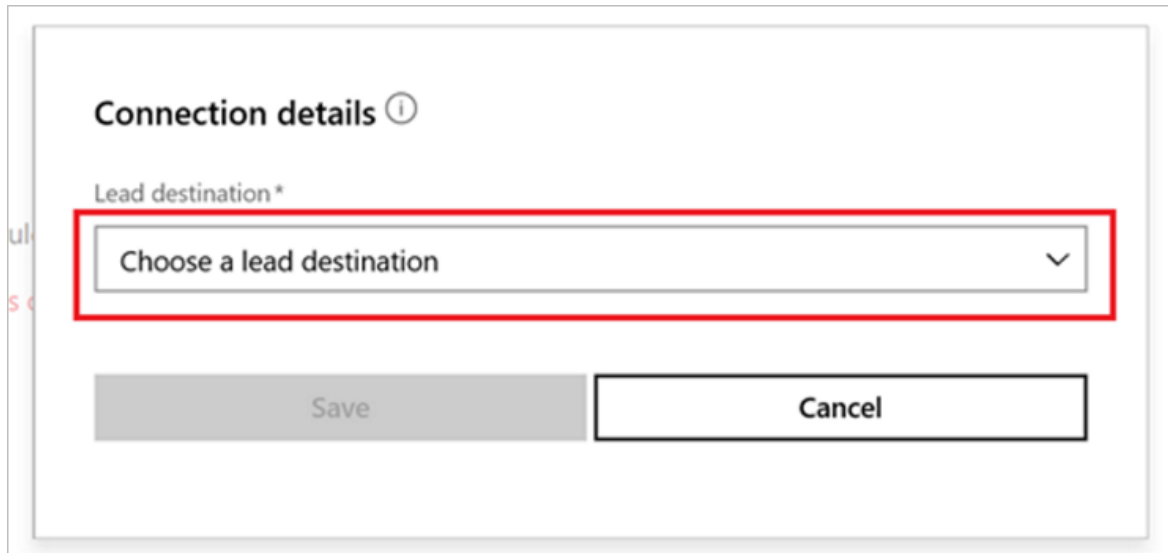 Connection details
Lead destination*
Choose a lead destination
Save
Cancel